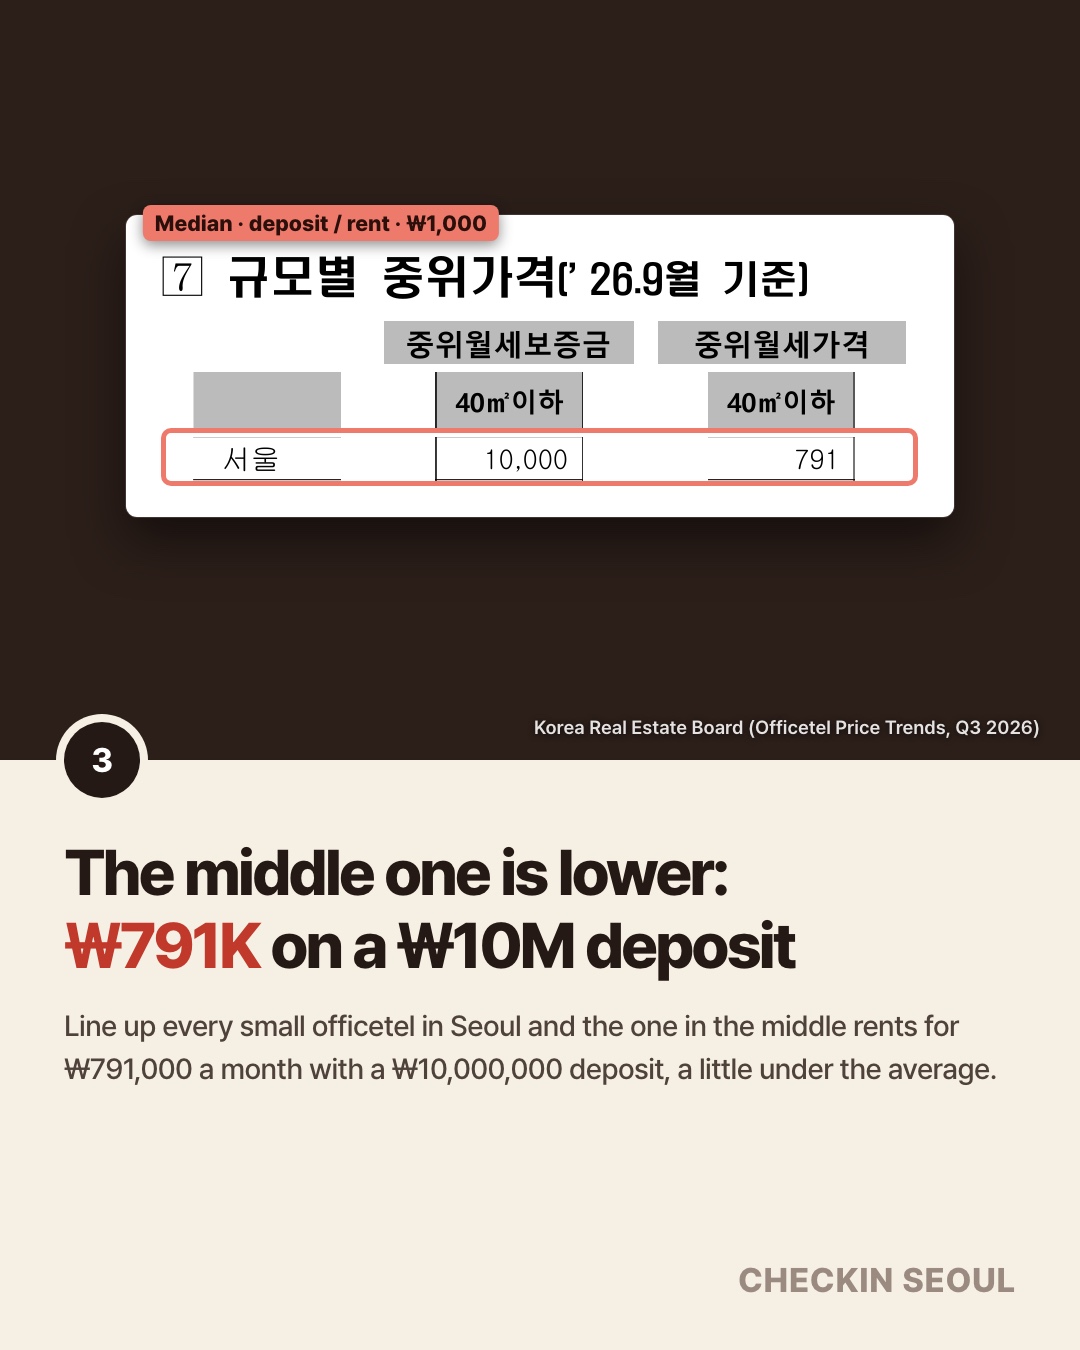 Median · deposit / rent · ₩1,000
7 규모별 중위가격(’ 26.9월 기준)
중위월세보증금 중위월세가격
40㎡이하 40㎡이하
서울 10,000 791
Korea Real Estate Board (Officetel Price Trends, Q3 2026)
3
The middle one is lower:
₩791K on a ₩10M deposit
Line up every small officetel in Seoul and the one in the middle rents for
₩791,000 a month with a ₩10,000,000 deposit, a little under the average.
CHECKIN SEOUL